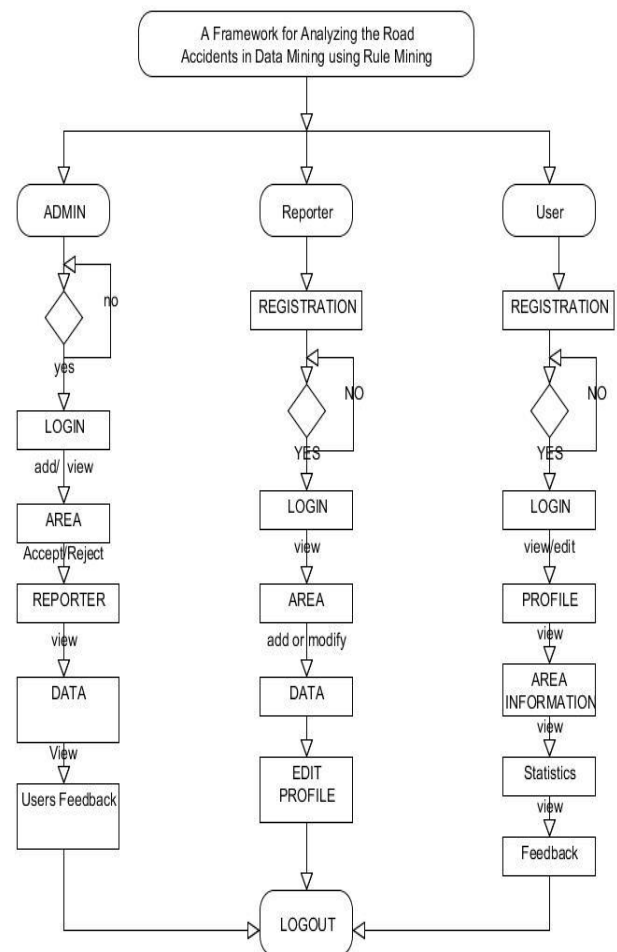 A Framework for Analyzing the Road
Accidents in Data Mining using Rule Mining
ADMIN
no
yes
LOGIN
add/ view
AREA
Accept/Reject
REPORTER
view
DATA
View
Users Feedback
Reporter
REGISTRATION
NO
YES
LOGIN
view
AREA
add or modify
DATA
EDIT
PROFILE
User
REGISTRATION
NO
YES
LOGIN
view/edit
PROFILE
view
AREA
INFORMATION
view
Statistics
view
Feedback
LOGOUT